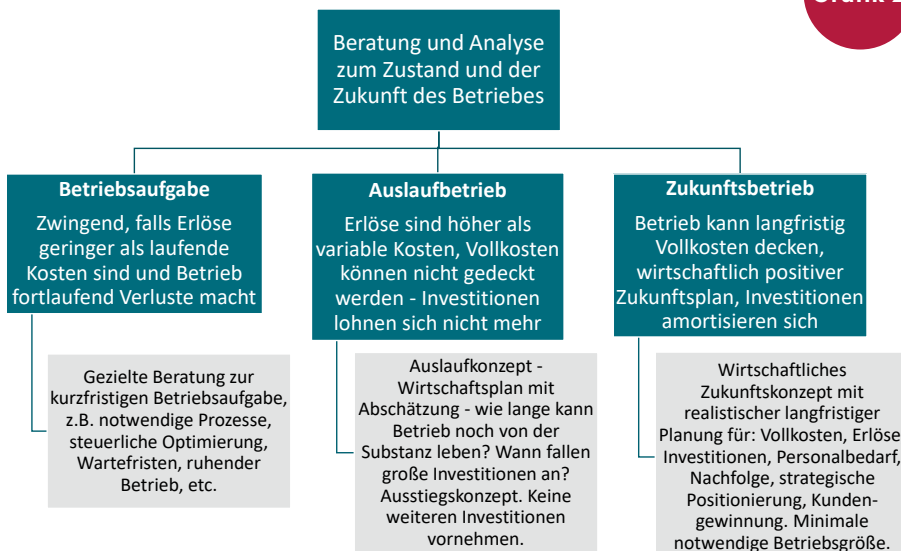 Beratung und Analyse
zum Zustand und der
Zukunft des Betriebes
Betriebsaufgabe
Zwingend, falls Erlöse
geringer als laufende
Kosten sind und Betrieb
fortlaufend Verluste macht
Gezielte Beratung zur
kurzfristigen Betriebsaufgabe,
z.B. notwendige Prozesse,
steuerliche Optimierung,
Wartefristen, ruhender
Betrieb, etc.
Auslaufbetrieb
Erlöse sind höher als
variable Kosten, Vollkosten
können nicht gedeckt
werden - Investitionen
lohnen sich nicht mehr
Auslaufkonzept -
Wirtschaftsplan mit
Abschätzung - wie lange kann
Betrieb noch von der
Substanz leben? Wann fallen
große Investitionen an?
Ausstiegskonzept. Keine
weiteren Investitionen
vornehmen.
Zukunftsbetrieb
Betrieb kann langfristig
Vollkosten decken,
wirtschaftlich positiver
Zukunftsplan, Investitionen
amortisieren sich
Wirtschaftliches
Zukunftskonzept mit
realistischer langfristiger
Planung für: Vollkosten, Erlöse
Investitionen, Personalbedarf,
Nachfolge, strategische
Positionierung, Kunden-
gewinnung. Minimale
notwendige Betriebsgröße.